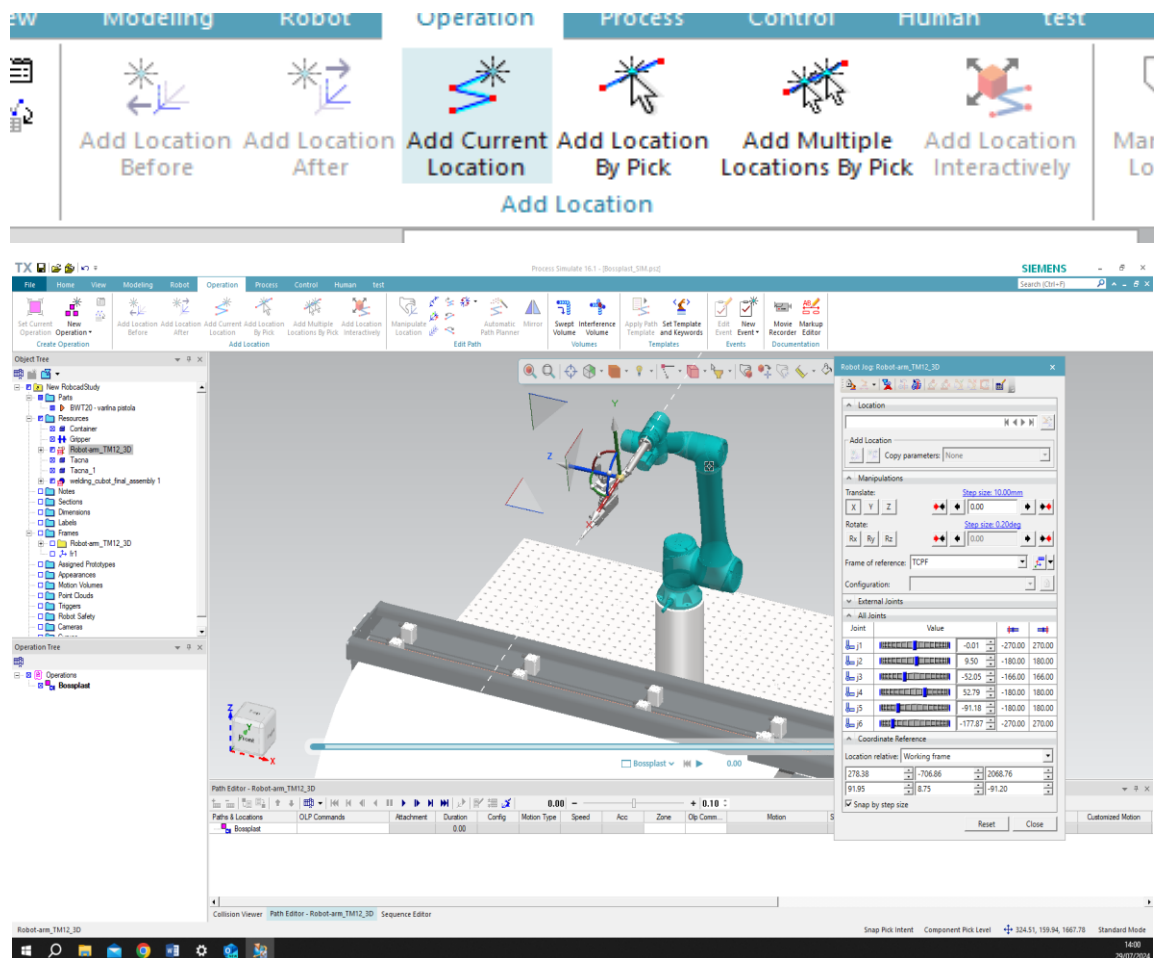 Modeling Robot Operation Process Control Human test
Add Location Before
Add Location After
Add Current Location
Add Location By Pick
Add Multiple Locations By Pick
Add Location Interactively
Add Location
TX
Process Simulate 16.1 - [Bossplast_SIM.psz]
SIEMENS
File Home View Modeling Robot Operation Process Control Human test
Search (Ctrl+F)
Set Current Operation
New Operation
Create Operation
Add Location Before
Add Location After
Add Current Location
Add Location By Pick
Add Multiple Locations By Pick
Add Location Interactively
Add Location
Manipulate Location
Automatic Path Planner
Mirror
Edit Path
Swept Volume
Interference Volume
Volumes
Apply Path Template
Set Template and Keywords
Templates
Edit Event
New Event
Events
Movie Recorder
Markup Editor
Documentation
Object Tree
New RobcadStudy
Parts
BWT20 - varilna pistola
Resources
Container
Gripper
Robot-arm_TM12_3D
Tacna
Tacna_1
welding_cubot_final_assembly 1
Notes
Sections
Dimensions
Labels
Frames
Robot-arm_TM12_3D
fr1
Assigned Prototypes
Appearances
Motion Volumes
Point Clouds
Triggers
Robot Safety
Cameras
Operation Tree
Operations
Bossplast
Y
Z
X
Z
Y
Front
X
Bossplast
0.00
Robot Jog: Robot-arm_TM12_3D
Location
Add Location
Copy parameters: None
Manipulations
Translate: Step size: 10.00mm
X Y Z 0.00
Rotate: Step size: 0.20deg
Rx Ry Rz 0.00
Frame of reference: TCPF
Configuration:
External Joints
All Joints
Joint Value
j1 -0.01 -270.00 270.00
j2 9.50 -180.00 180.00
j3 -52.05 -166.00 166.00
j4 52.79 -180.00 180.00
j5 -91.18 -180.00 180.00
j6 -177.87 -270.00 270.00
Coordinate Reference
Location relative: Working frame
278.38 -706.86 2068.76
91.95 8.75 -91.20
Snap by step size
Reset Close
Path Editor - Robot-arm_TM12_3D
0.00 0.10
Paths & Locations OLP Commands Attachment Duration Config Motion Type Speed Acc Zone Olp Comm... Motion Customized Motion
Bossplast 0.00
Collision Viewer Path Editor - Robot-arm_TM12_3D Sequence Editor
Robot-arm_TM12_3D
Snap Pick Intent Component Pick Level 324.51, 159.94, 1667.78 Standard Mode
14:00
29/07/2024